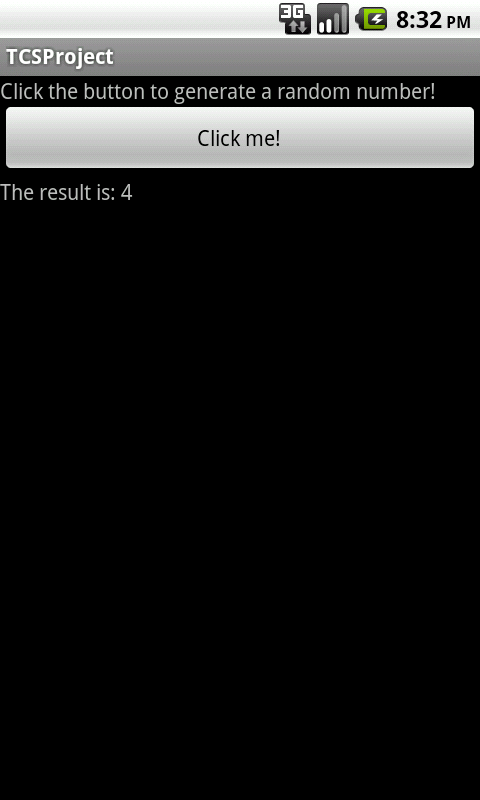 3G 8:32 PM
TCSProject
Click the button to generate a random number!
Click me!
The result is: 4